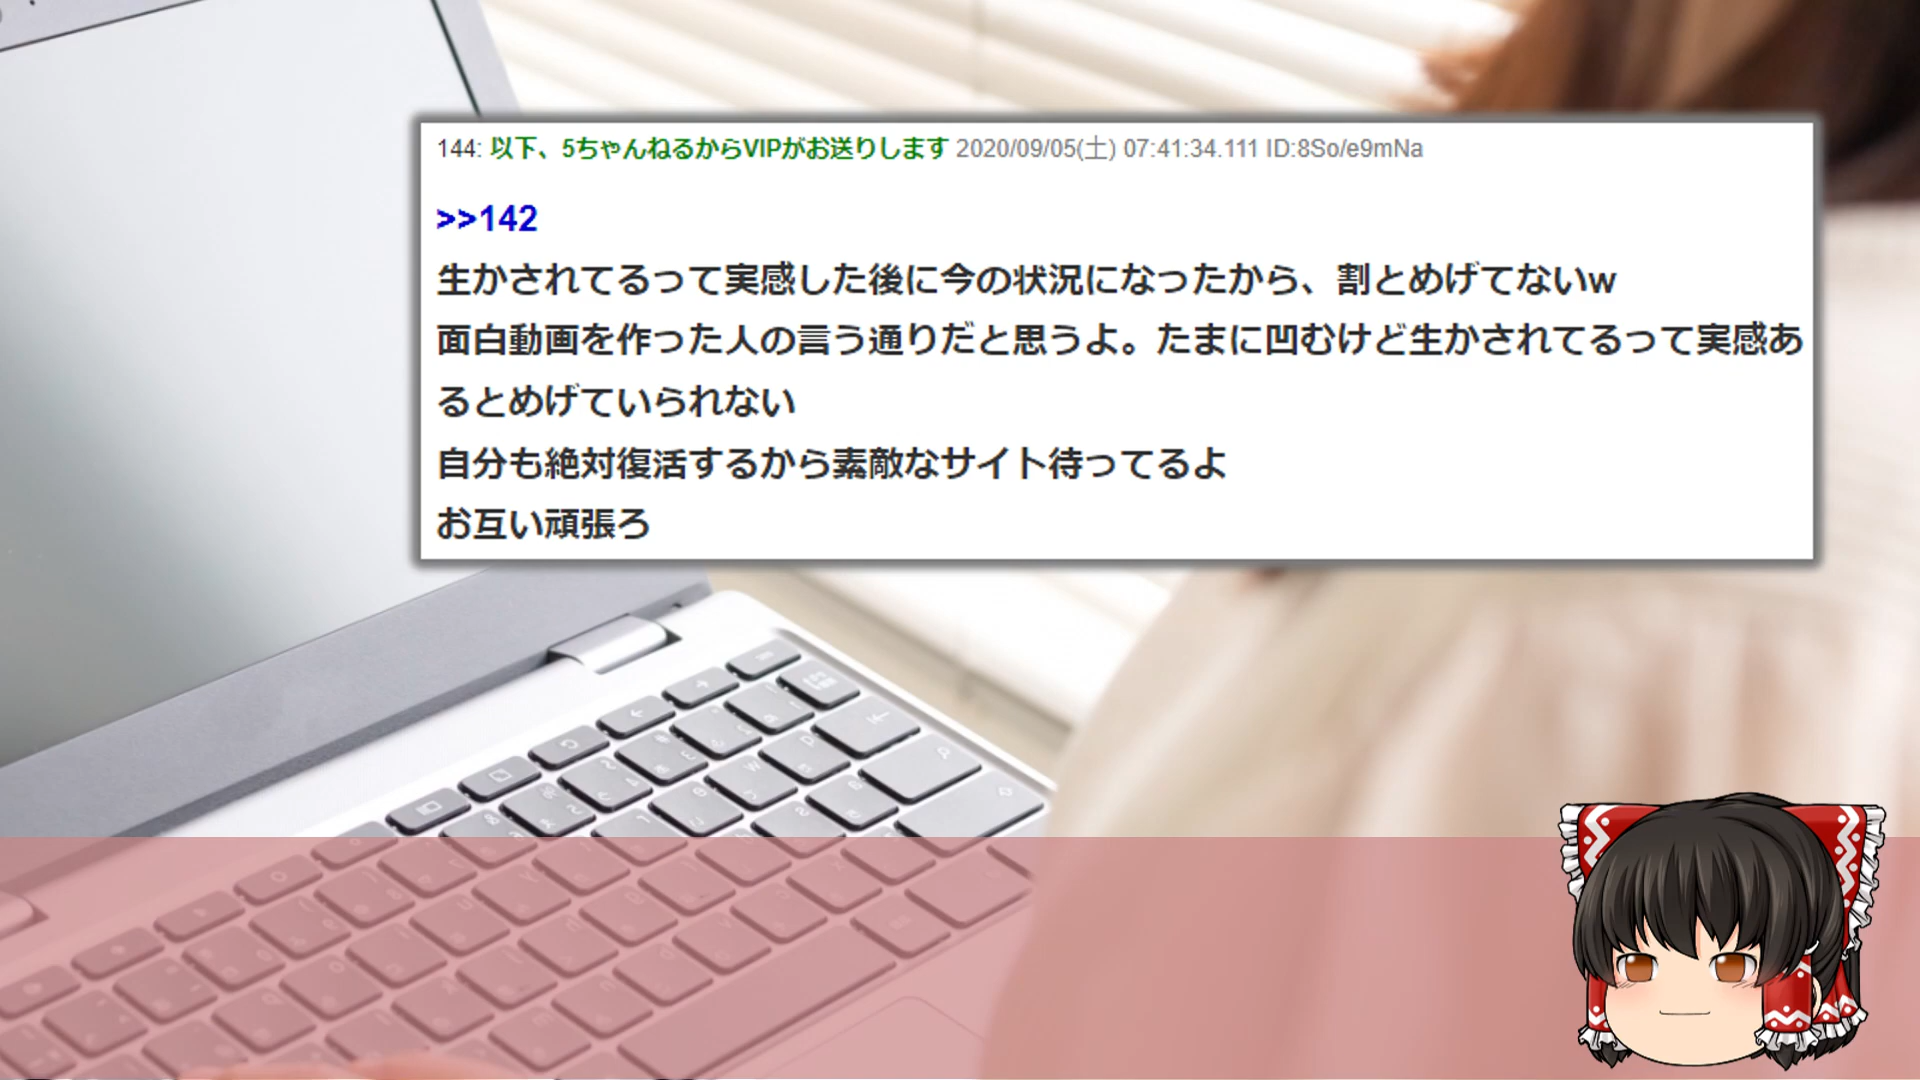 144: 以下、5ちゃんねるからVIPがお送りします 2020/09/05(土) 07:41:34.111 ID:8So/e9mNa
>>142
生かされてるって実感した後に今の状況になったから、割とめげてないw
面白動画を作った人の言う通りだと思うよ。たまに凹むけど生かされてるって実感あ
るとめげていられない
自分も絶対復活するから素敵なサイト待ってるよ
お互い頑張ろ